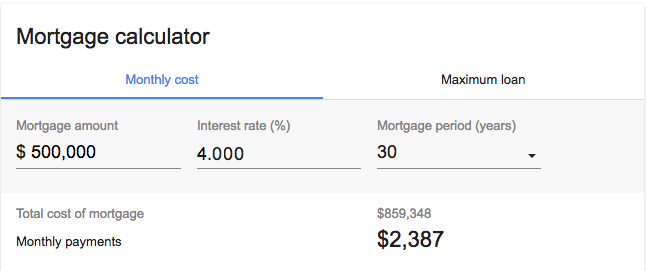 Mortgage calculator
Monthly cost Maximum loan
Mortgage amount Interest rate (%) Mortgage period (years)
$ 500,000 4.000 30
Total cost of mortgage $859,348
Monthly payments $2,387